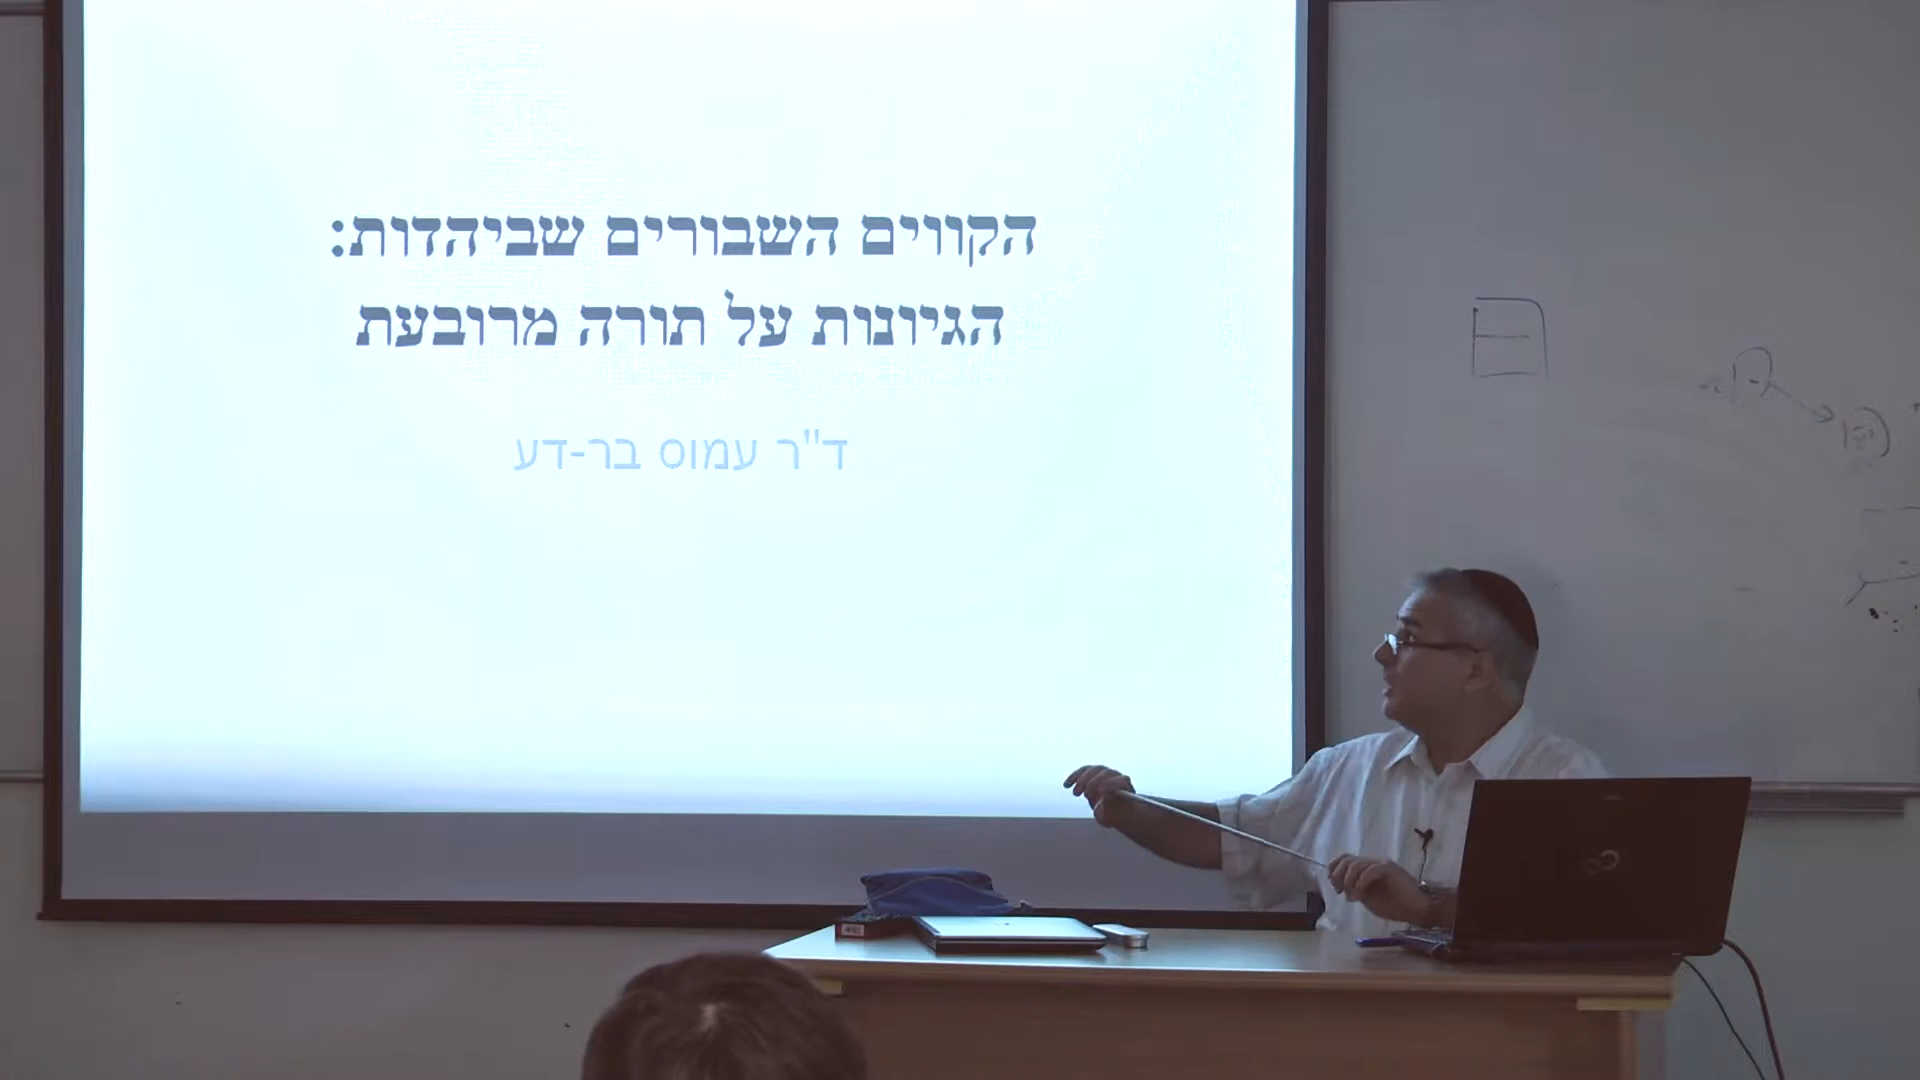 הקווים השבורים שביהדות:
הגיונות על תורה מרובעת
ד"ר עמוס בר-דע